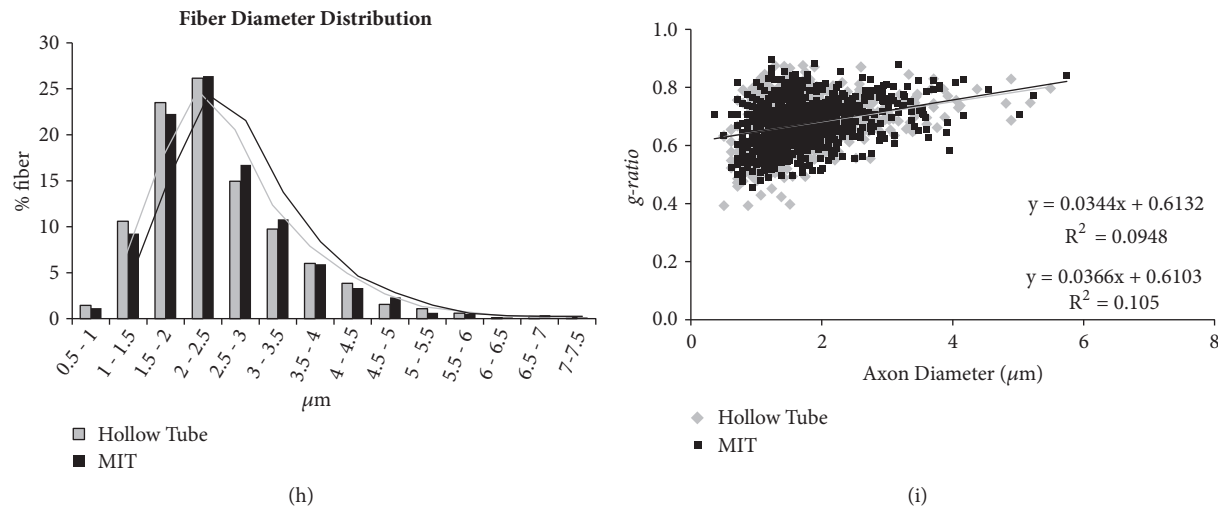 Fiber Diameter Distribution
30
25
20
15
10
5
0
% fiber
0.5 - 1
1 - 1.5
1.5 - 2
2 - 2.5
2.5 - 3
3 - 3.5
3.5 - 4
4 - 4.5
4.5 - 5
5 - 5.5
5.5 - 6
6 - 6.5
6.5 - 7
7-7.5
μm
Hollow Tube
MIT
(h)
1.0
0.8
0.6
0.4
0.2
0.0
g-ratio
y = 0.0344x + 0.6132
R² = 0.0948
y = 0.0366x + 0.6103
R² = 0.105
0 2 4 6 8
Axon Diameter (μm)
Hollow Tube
MIT
(i)